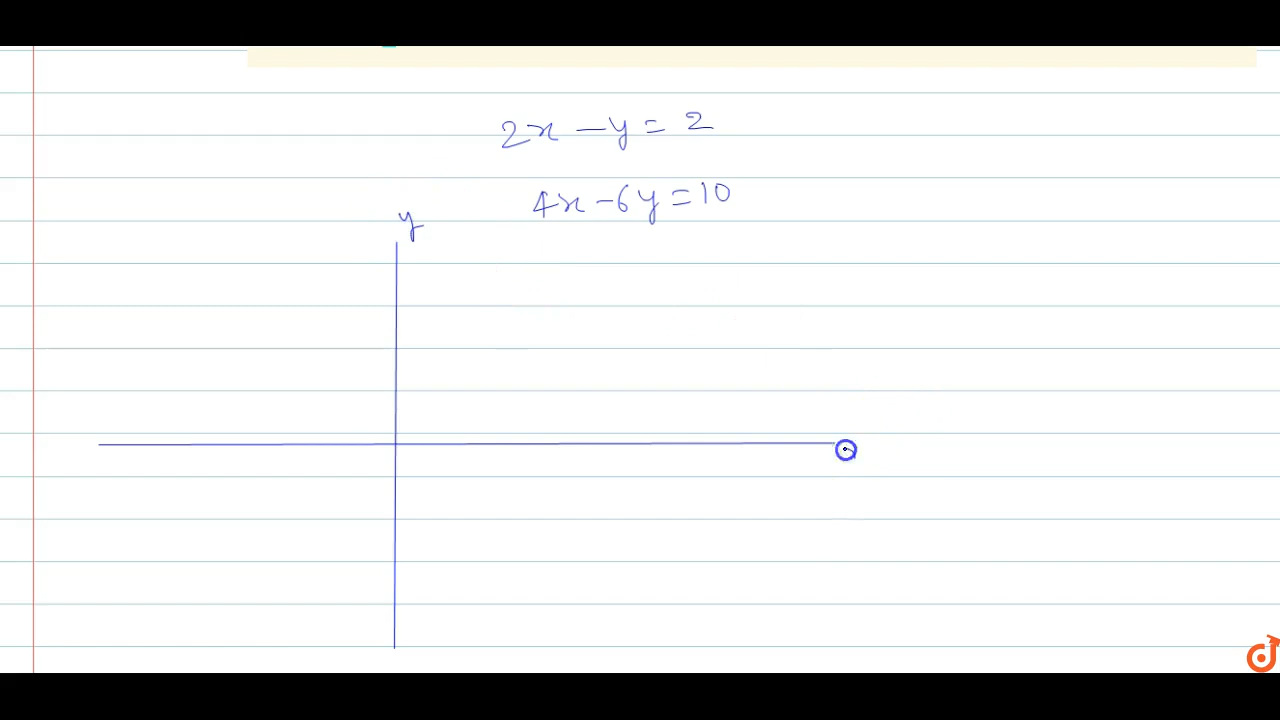 2x - y = 2
4x - 6y = 10
y